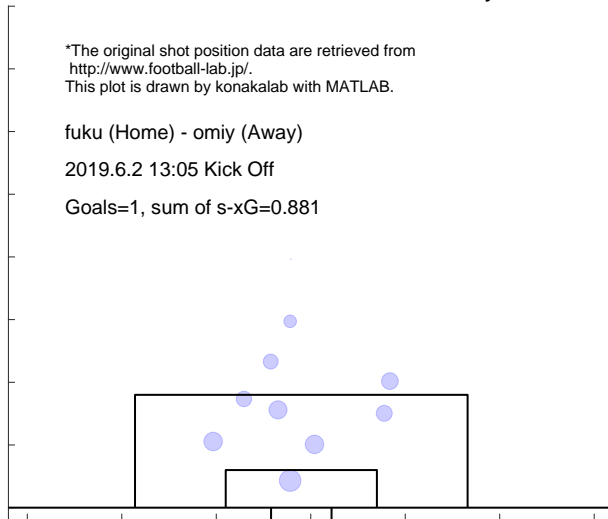 *The original shot position data are retrieved from
http://www.football-lab.jp/.
This plot is drawn by konakalab with MATLAB.
fuku (Home) - omiy (Away)
2019.6.2 13:05 Kick Off
Goals=1, sum of s-xG=0.881